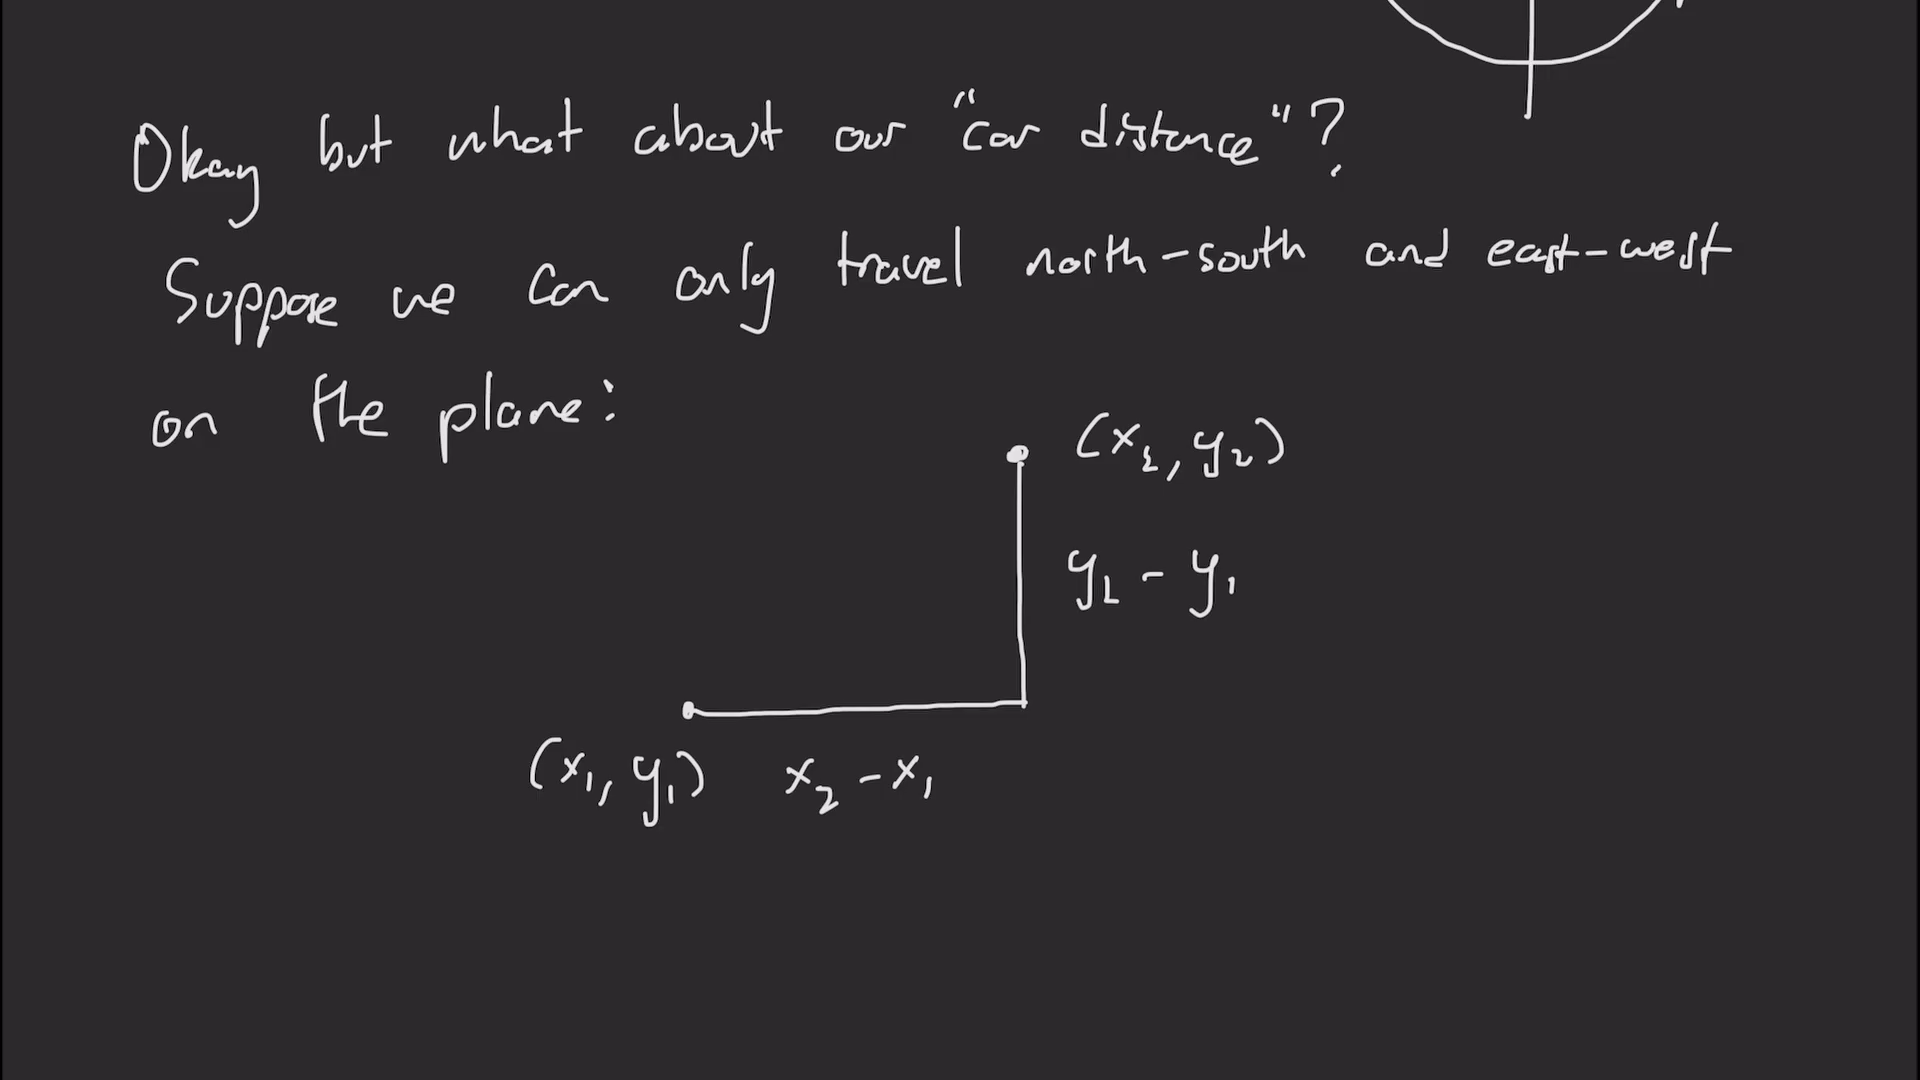 Okay but what about our "car distance"?
Suppose we can only travel north-south and east-west
on the plane:
(x₂, y₂)
y₂ - y₁
(x₁, y₁) x₂ - x₁